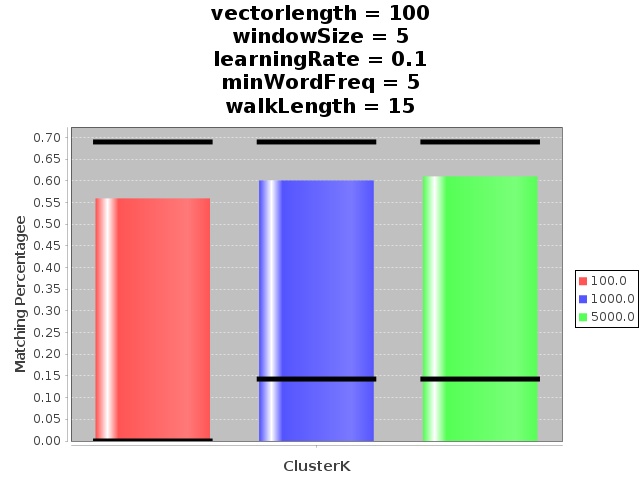 vectorlength = 100
windowSize = 5
learningRate = 0.1
minWordFreq = 5
walkLength = 15
Matching Percentagee
0.70
0.65
0.60
0.55
0.50
0.45
0.40
0.35
0.30
0.25
0.20
0.15
0.10
0.05
0.00
ClusterK
100.0
1000.0
5000.0